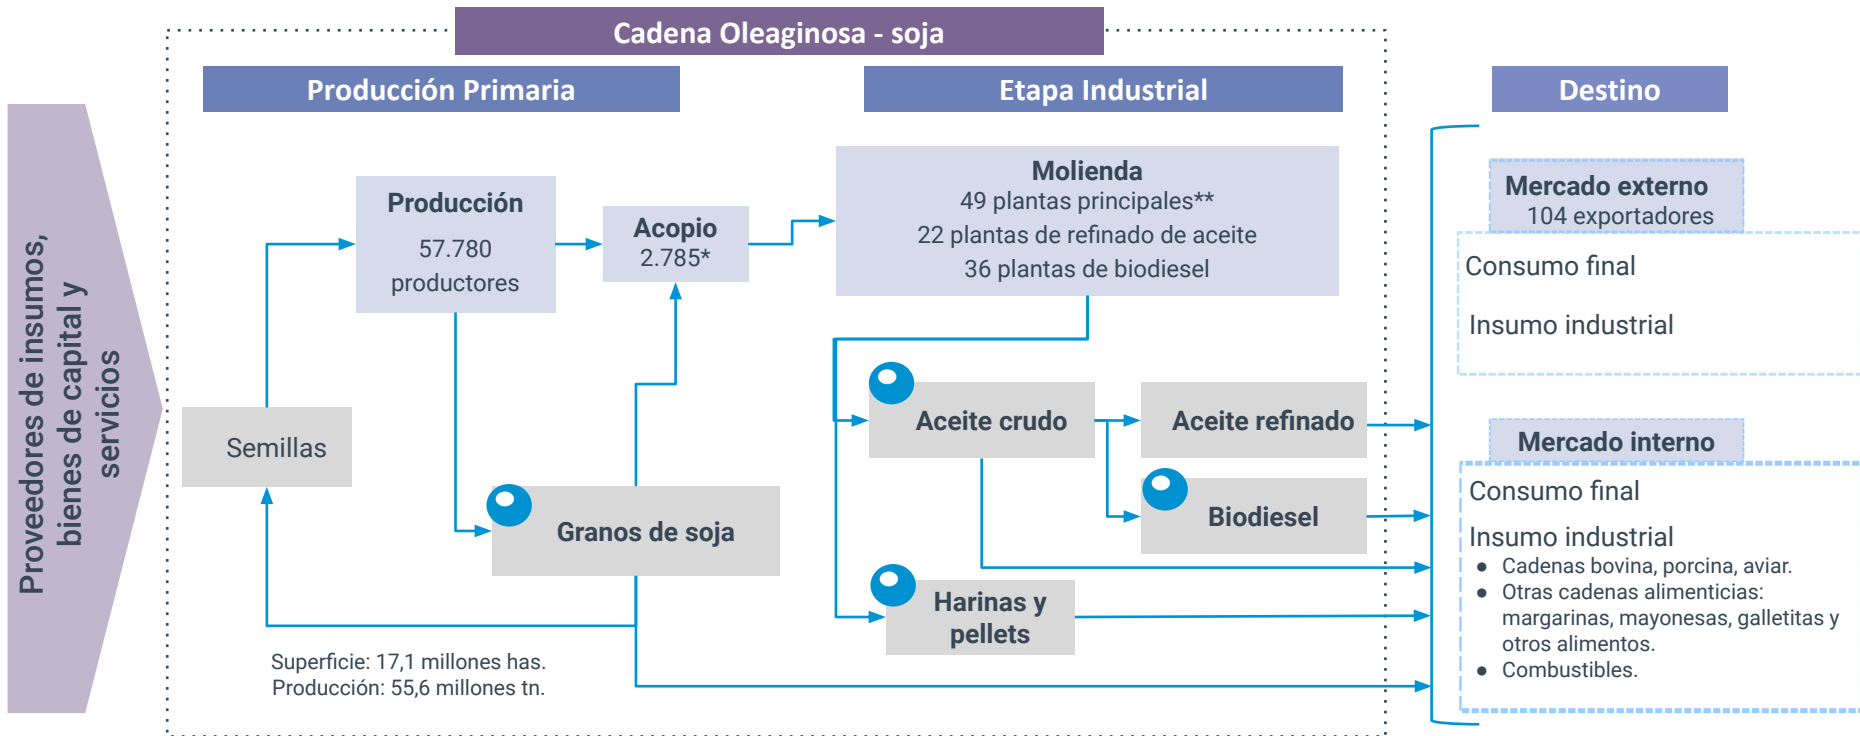 Cadena Oleaginosa - soja
Producción Primaria
Etapa Industrial
Destino
Proveedores de insumos,
bienes de capital y
servicios
Producción
57.780
productores
Acopio
2.785*
Molienda
49 plantas principales**
22 plantas de refinado de aceite
36 plantas de biodiesel
Semillas
Granos de soja
Superficie: 17,1 millones has.
Producción: 55,6 millones tn.
Aceite crudo
Aceite refinado
Biodiesel
Harinas y
pellets
Mercado externo
104 exportadores
Consumo final
Insumo industrial
Mercado interno
Consumo final
Insumo industrial
● Cadenas bovina, porcina, aviar.
● Otras cadenas alimenticias:
margarinas, mayonesas, galletitas y
otros alimentos.
● Combustibles.